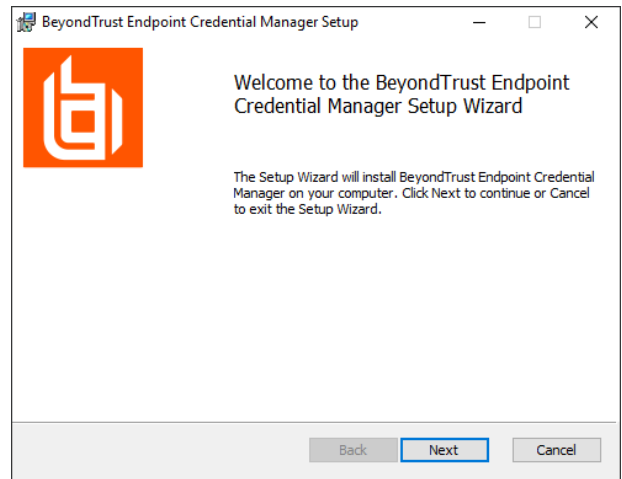 BeyondTrust Endpoint Credential Manager Setup
Welcome to the BeyondTrust Endpoint
Credential Manager Setup Wizard
The Setup Wizard will install BeyondTrust Endpoint Credential
Manager on your computer. Click Next to continue or Cancel
to exit the Setup Wizard.
Back Next Cancel